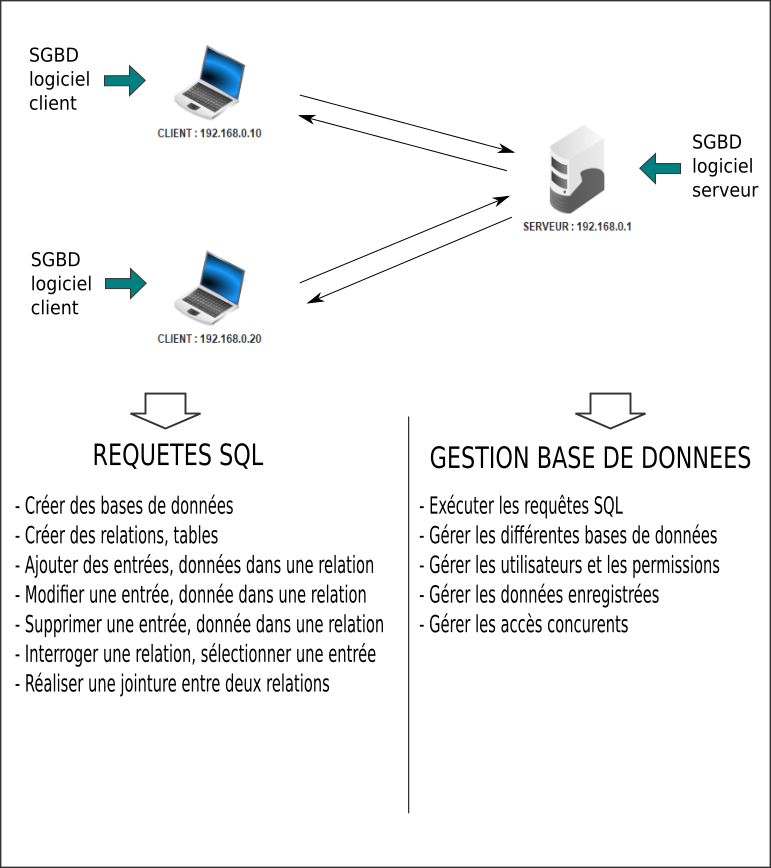 SGBD
logiciel
client
CLIENT : 192.168.0.10
SGBD
logiciel
serveur
SERVEUR : 192.168.0.1
SGBD
logiciel
client
CLIENT : 192.168.0.20
REQUETES SQL
- Créer des bases de données
- Créer des relations, tables
- Ajouter des entrées, données dans une relation
- Modifier une entrée, donnée dans une relation
- Supprimer une entrée, donnée dans une relation
- Interroger une relation, sélectionner une entrée
- Réaliser une jointure entre deux relations
GESTION BASE DE DONNEES
- Exécuter les requêtes SQL
- Gérer les différentes bases de données
- Gérer les utilisateurs et les permissions
- Gérer les données enregistrées
- Gérer les accès concurents